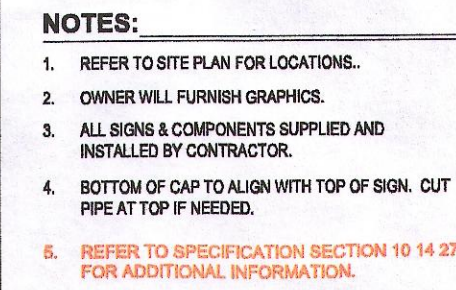 NOTES:
1. REFER TO SITE PLAN FOR LOCATIONS..
2. OWNER WILL FURNISH GRAPHICS.
3. ALL SIGNS & COMPONENTS SUPPLIED AND
INSTALLED BY CONTRACTOR.
4. BOTTOM OF CAP TO ALIGN WITH TOP OF SIGN. CUT
PIPE AT TOP IF NEEDED.
5. REFER TO SPECIFICATION SECTION 10 14 27
FOR ADDITIONAL INFORMATION.